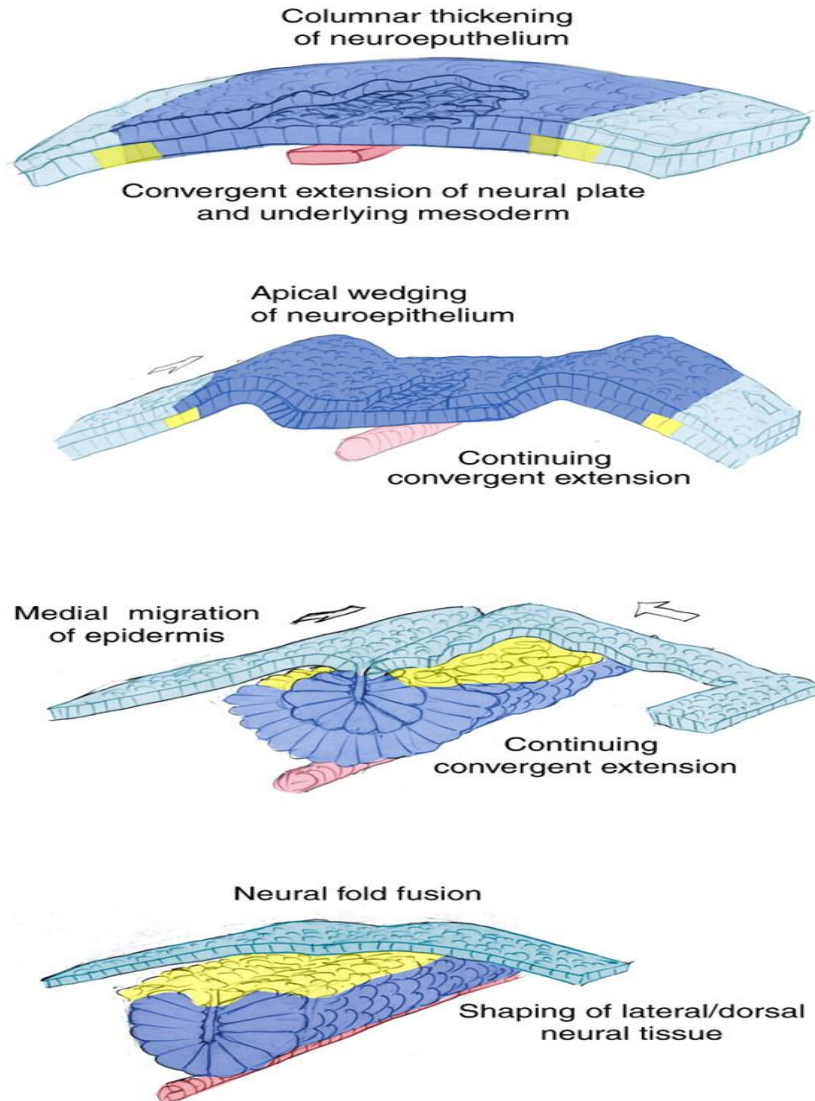 Columnar thickening
of neuroeputhelium
Convergent extension of neural plate
and underlying mesoderm
Apical wedging
of neuroepithelium
Continuing
convergent extension
Medial migration
of epidermis
Continuing
convergent extension
Neural fold fusion
Shaping of lateral/dorsal
neural tissue